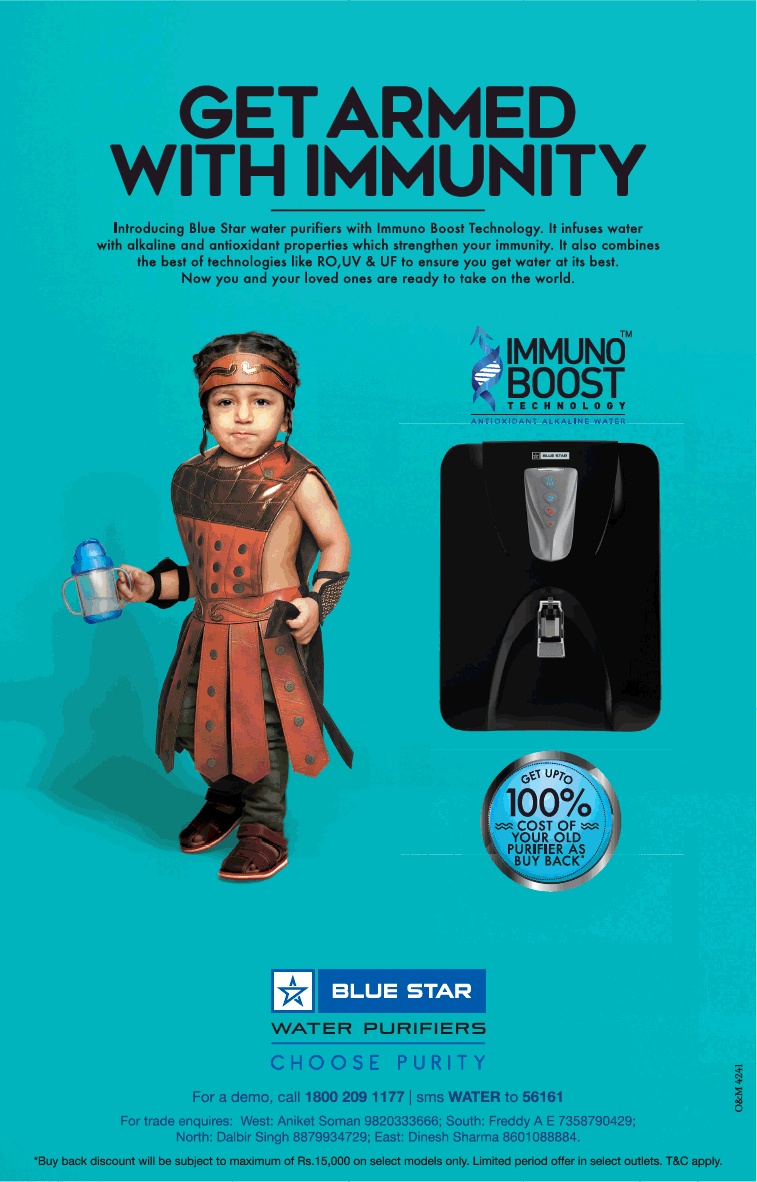 GET ARMED
WITH IMMUNITY
Introducing Blue Star water purifiers with Immuno Boost Technology. It infuses water
with alkaline and antioxidant properties which strengthen your immunity. It also combines
the best of technologies like RO,UV & UF to ensure you get water at its best.
Now you and your loved ones are ready to take on the world.
IMMUNO™
BOOST
TECHNOLOGY
ANTIOXIDANT ALKALINE WATER
BLUE STAR
GET UPTO
100%
COST OF
YOUR OLD
PURIFIER AS
BUY BACK*
BLUE STAR
WATER PURIFIERS
CHOOSE PURITY
For a demo, call 1800 209 1177 | sms WATER to 56161
For trade enquires: West: Aniket Soman 9820333666; South: Freddy A E 7358790429;
North: Dalbir Singh 8879934729; East: Dinesh Sharma 8601088884.
*Buy back discount will be subject to maximum of Rs.15,000 on select models only. Limited period offer in select outlets. T&C apply.
O&M 4241